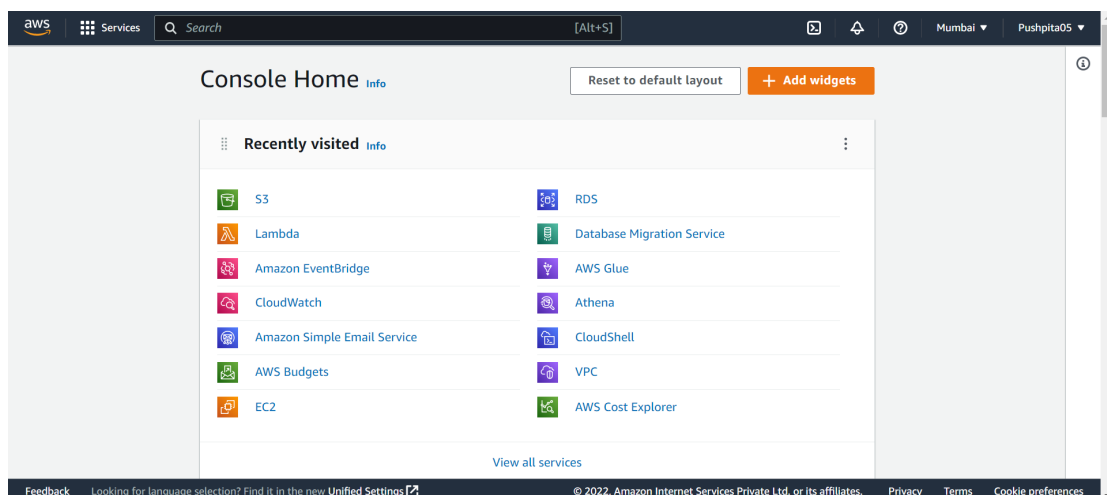 aws Services Search [Alt+S] Mumbai ▼ Pushpita05 ▼
Console Home Info Reset to default layout + Add widgets
Recently visited Info
S3
Lambda
Amazon EventBridge
CloudWatch
Amazon Simple Email Service
AWS Budgets
EC2
RDS
Database Migration Service
AWS Glue
Athena
CloudShell
VPC
AWS Cost Explorer
View all services
Feedback Looking for language selection? Find it in the new Unified Settings © 2022, Amazon Internet Services Private Ltd. or its affiliates. Privacy Terms Cookie preferences